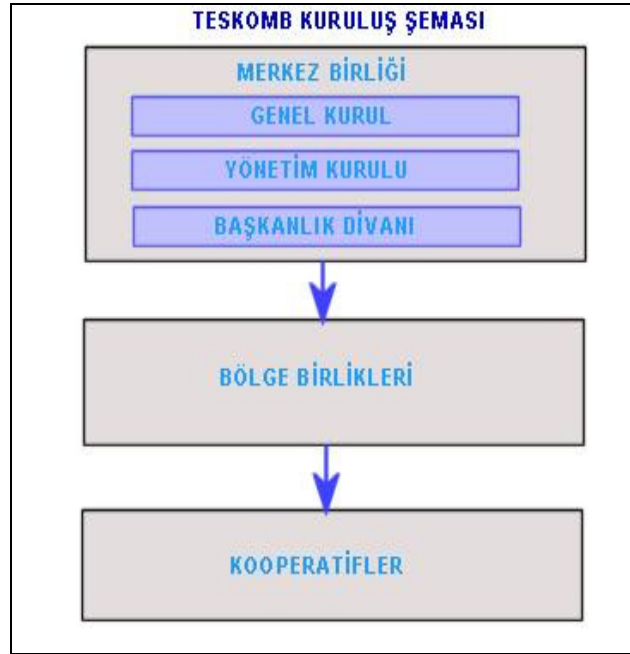 TESKOMB KURULUŞ ŞEMASI
MERKEZ BİRLİĞİ
GENEL KURUL
YÖNETİM KURULU
BAŞKANLIK DİVANI
BÖLGE BİRLİKLERİ
KOOPERATİFLER